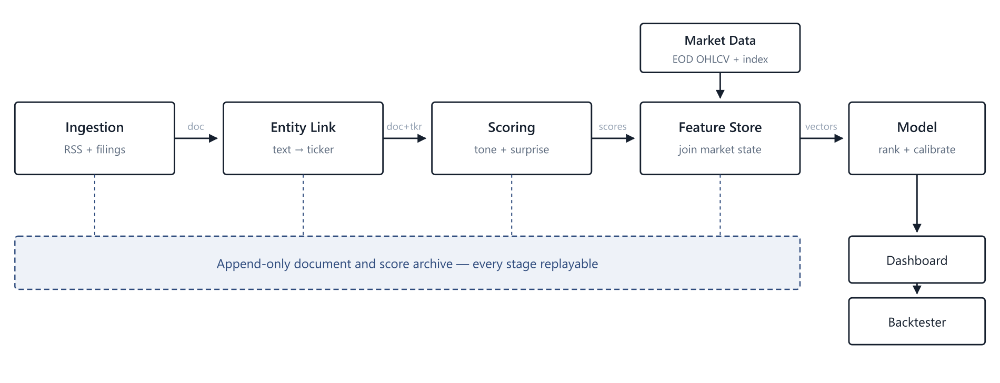 Market Data
EOD OHLCV + index
Ingestion
RSS + filings
doc
Entity Link
text → ticker
doc+tkr
Scoring
tone + surprise
scores
Feature Store
join market state
vectors
Model
rank + calibrate
Append-only document and score archive — every stage replayable
Dashboard
Backtester